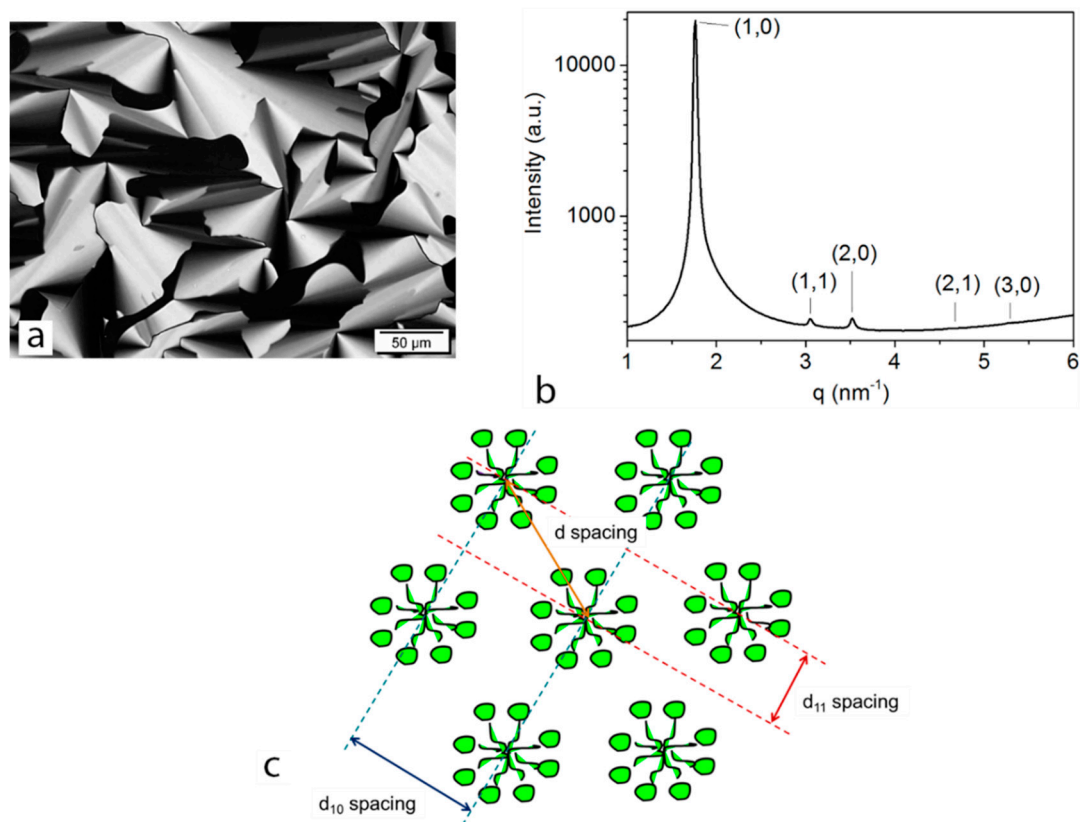 a
50 µm
Intensity (a.u.)
10000
1000
(1,0)
(1,1)
(2,0)
(2,1)
(3,0)
1 2 3 4 5 6
q (nm⁻¹)
b
d spacing
d₁₁ spacing
d₁₀ spacing
c